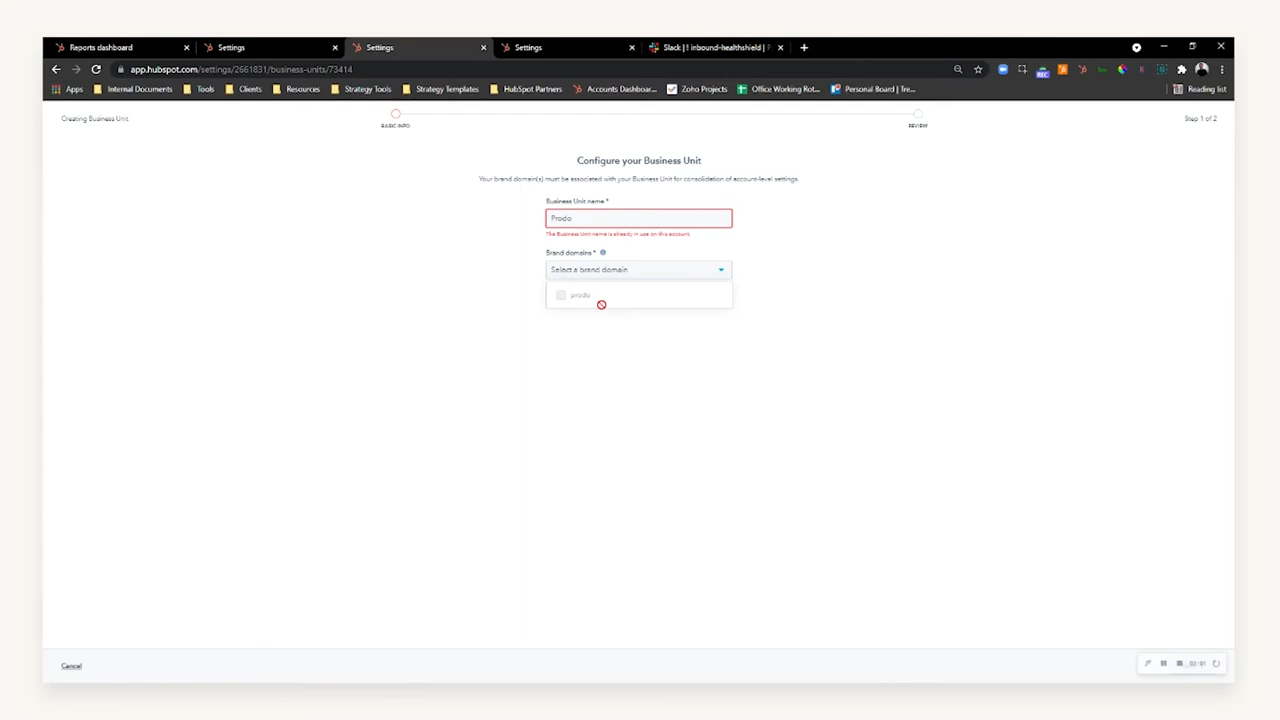 Reports dashboard
Settings
Settings
Settings
Slack | ! inbound-healthshield | P
app.hubspot.com/settings/2661831/business-units/73414
REC
Apps
Internal Documents
Tools
Clients
Resources
Strategy Tools
Strategy Templates
HubSpot Partners
Accounts Dashboar...
Zoho Projects
Office Working Rot...
Personal Board | Tre...
Reading list
Creating Business Unit
BASIC INFO
REVIEW
Step 1 of 2
Configure your Business Unit
Your brand domain(s) must be associated with your Business Unit for consolidation of account-level settings.
Business Unit name *
Prodo
The Business Unit name is already in use on this account.
Brand domains *
Select a brand domain
prodo
Cancel
03:01